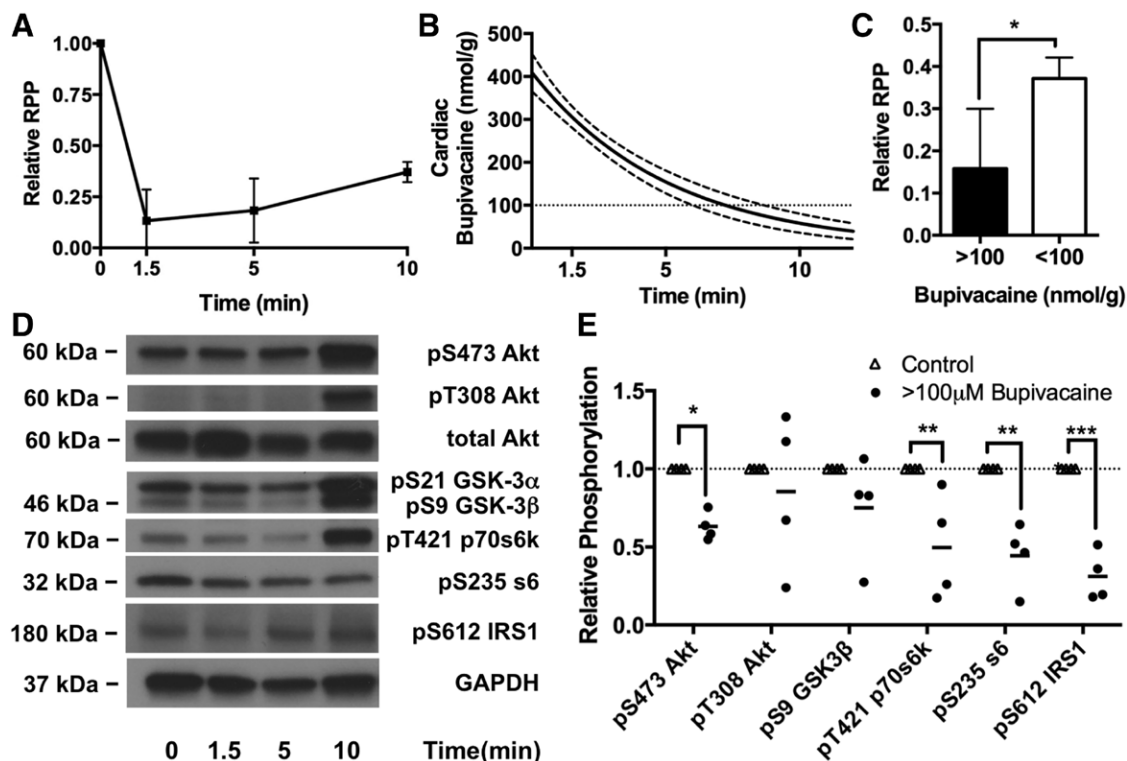 A
Relative RPP
1.00
0.75
0.50
0.25
0.00
0 1.5 5 10
Time (min)
B
Cardiac
Bupivacaine (nmol/g)
500
400
300
200
100
0
1.5 5 10
Time (min)
C
*
Relative RPP
0.5
0.4
0.3
0.2
0.1
0.0
>100 <100
Bupivacaine (nmol/g)
D
60 kDa – pS473 Akt
60 – pT308 Akt
60 kDa – total Akt
pS21 GSK-3α
46 kDa – pS9 GSK-3β
70 kDa – pT421 p70s6k
32 kDa – pS235 s6
180 kDa – pS612 IRS1
37 kDa – GAPDH
0 1.5 5 10 Time(min)
E
Control
>100μM Bupivacaine
Relative Phosphorylation
1.5
1.0
0.5
0.0
* ** ** ***
pS473 Akt
pT308 Akt
pS9 GSK3β
pT421 p70s6k
pS235 s6
pS612 IRS1